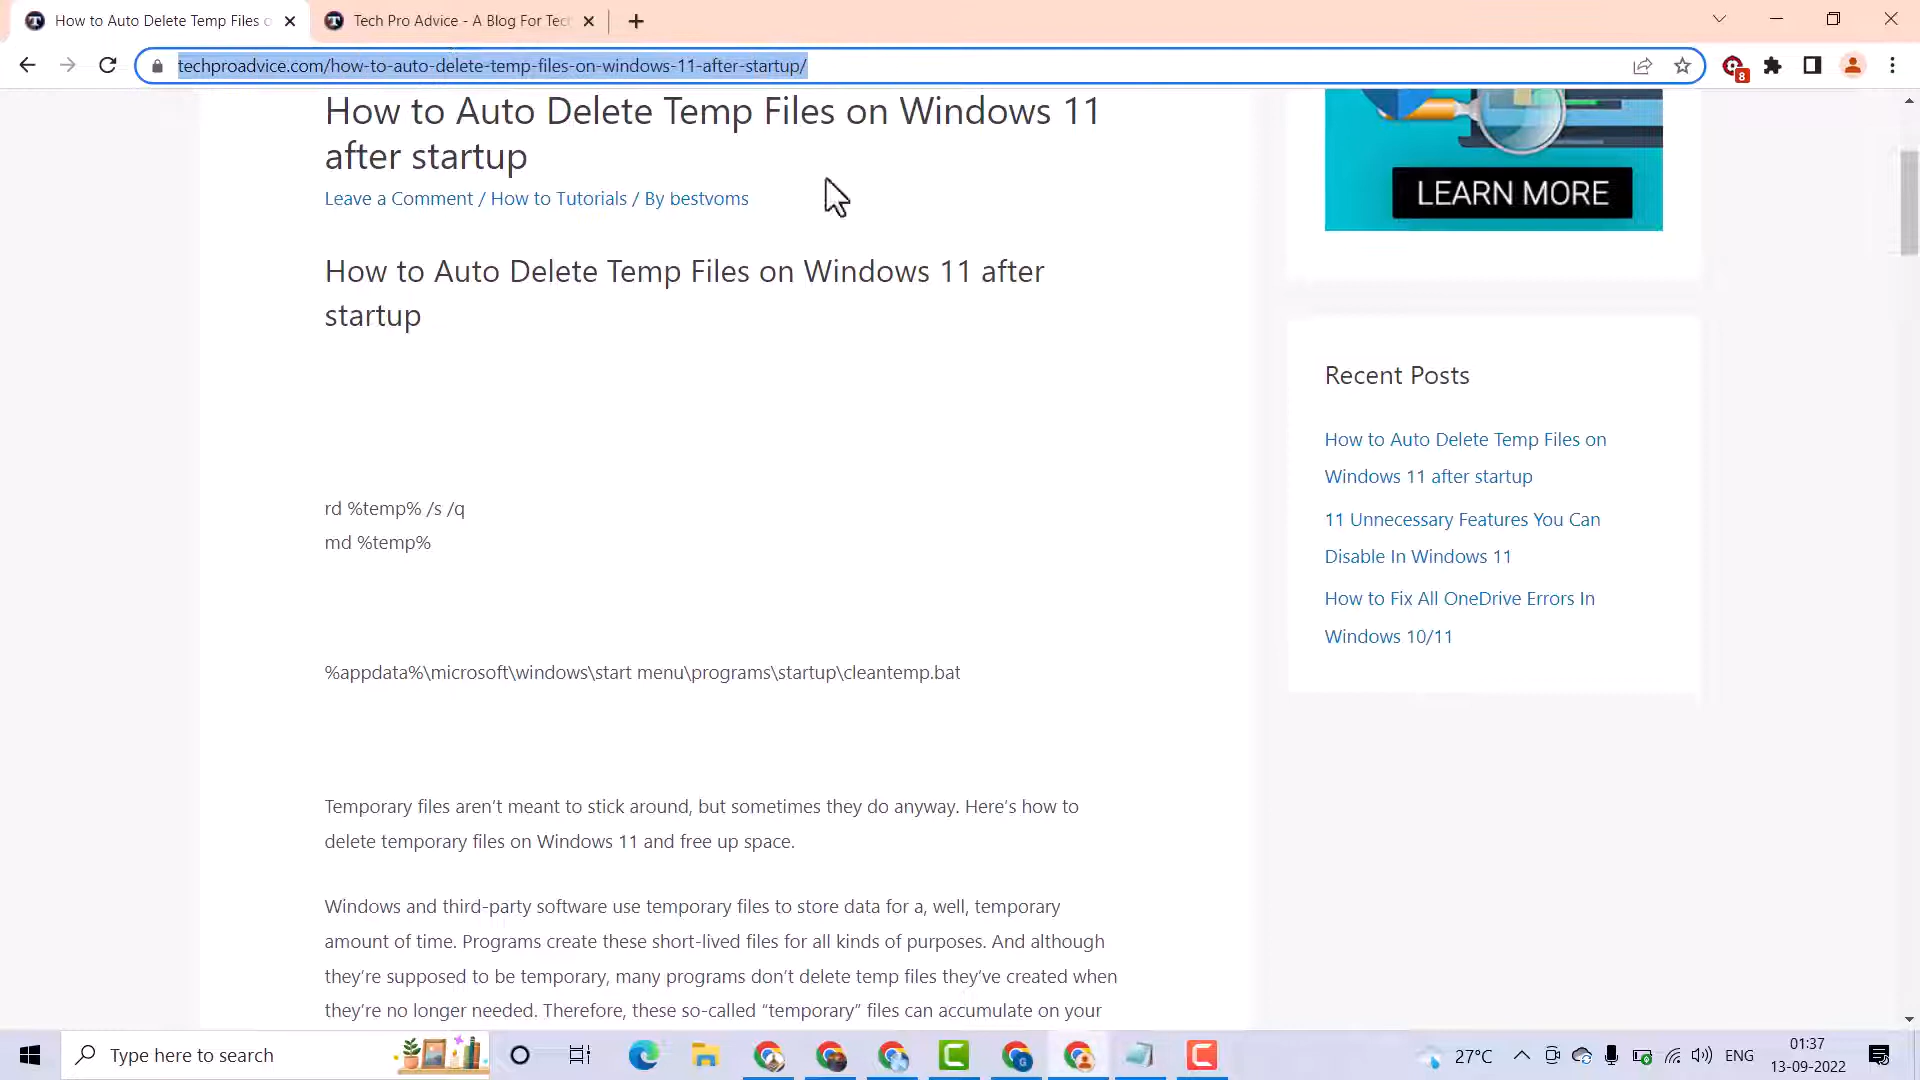 How to Auto Delete Temp Files o
Tech Pro Advice - A Blog For Tec
techproadvice.com/how-to-auto-delete-temp-files-on-windows-11-after-startup/
8
How to Auto Delete Temp Files on Windows 11
after startup
Leave a Comment / How to Tutorials / By bestvoms
How to Auto Delete Temp Files on Windows 11 after
startup
rd %temp% /s /q
md %temp%
%appdata%\microsoft\windows\start menu\programs\startup\cleantemp.bat
Temporary files aren’t meant to stick around, but sometimes they do anyway. Here’s how to
delete temporary files on Windows 11 and free up space.
Windows and third-party software use temporary files to store data for a, well, temporary
amount of time. Programs create these short-lived files for all kinds of purposes. And although
they’re supposed to be temporary, many programs don’t delete temp files they’ve created when
they’re no longer needed. Therefore, these so-called “temporary” files can accumulate on your
LEARN MORE
Recent Posts
How to Auto Delete Temp Files on
Windows 11 after startup
11 Unnecessary Features You Can
Disable In Windows 11
How to Fix All OneDrive Errors In
Windows 10/11
Type here to search
27°C
ENG
01:37
13-09-2022